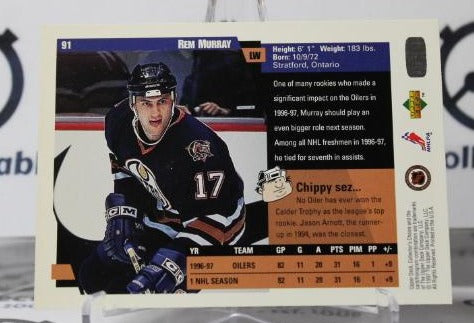 91
REM MURRAY
LW
Height: 6' 1" Weight: 183 lbs.
Born: 10/9/72
Stratford, Ontario
One of many rookies who made a
significant impact on the Oilers in
1996-97, Murray should play an
even bigger role next season.
Among all NHL freshmen in 1996-97,
he tied for seventh in assists.
Chippy sez...
No Oiler has ever won the
Calder Trophy as the league's top
rookie. Jason Arnott, the runner-
up in 1994, was the closest.
YR TEAM GP G A PTS PIM PP +/-
1996-97 OILERS 82 11 20 31 16 1 +9
1 NHL SEASON 82 11 20 31 16 1 +9
17
CCM
UPPER DECK
NHLPA
NHL